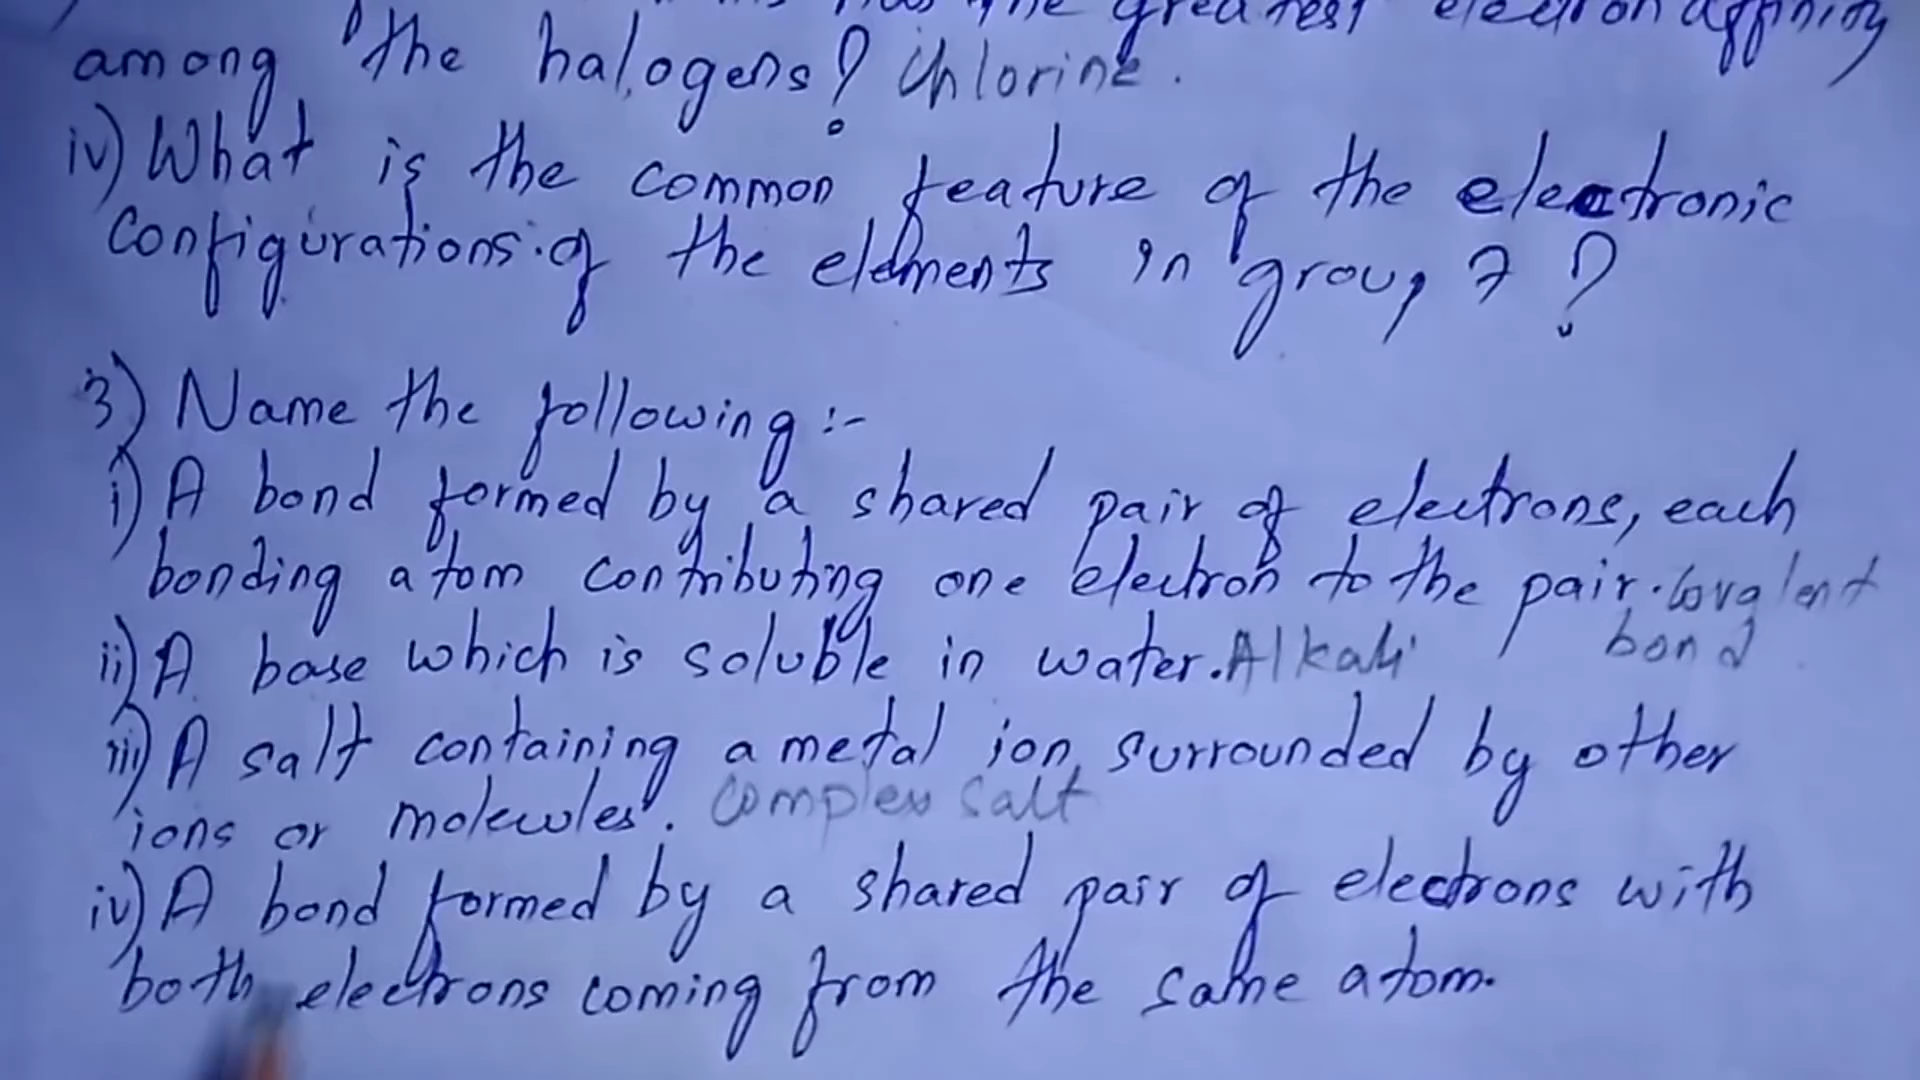 the greatest electron affinity
among the halogens? Chlorine.
iv) What is the common feature of the electronic
configurations of the elements in group 7?
3) Name the following:-
i) A bond formed by a shared pair of electrons, each
bonding atom contributing one electron to the pair. Covalent
bond
ii) A base which is soluble in water. Alkali
iii) A salt containing a metal ion surrounded by other
ions or molecules. Complex salt
iv) A bond formed by a shared pair of electrons with
both electrons coming from the same atom.